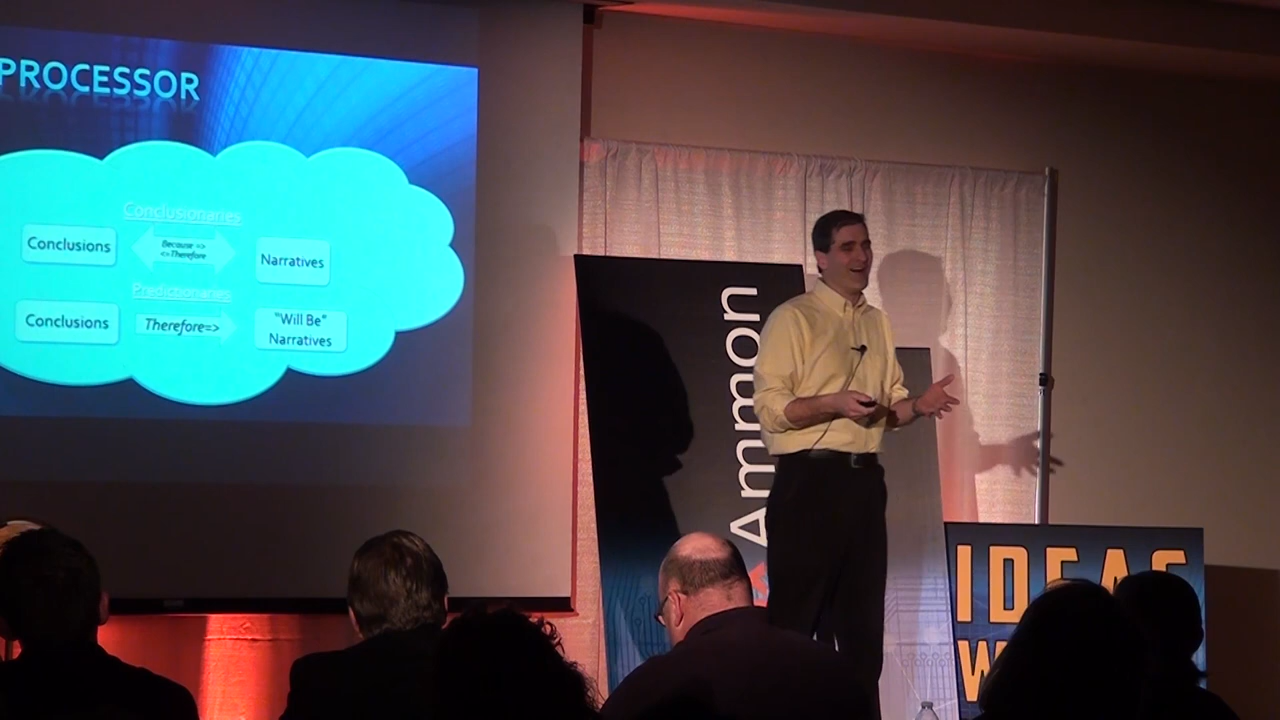 PROCESSOR
Conclusionaries
Conclusions
Because =>
<=Therefore
Narratives
Predictionaries
Conclusions
Therefore=>
"Will Be"
Narratives
Ammon
IDEAS